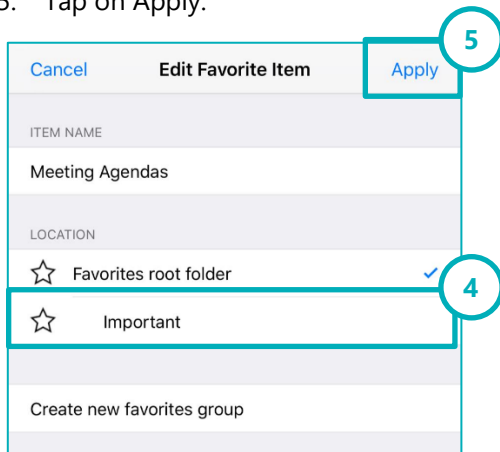 5. Tap on Apply.
5
Cancel Edit Favorite Item Apply
ITEM NAME
Meeting Agendas
LOCATION
Favorites root folder
4
Important
Create new favorites group